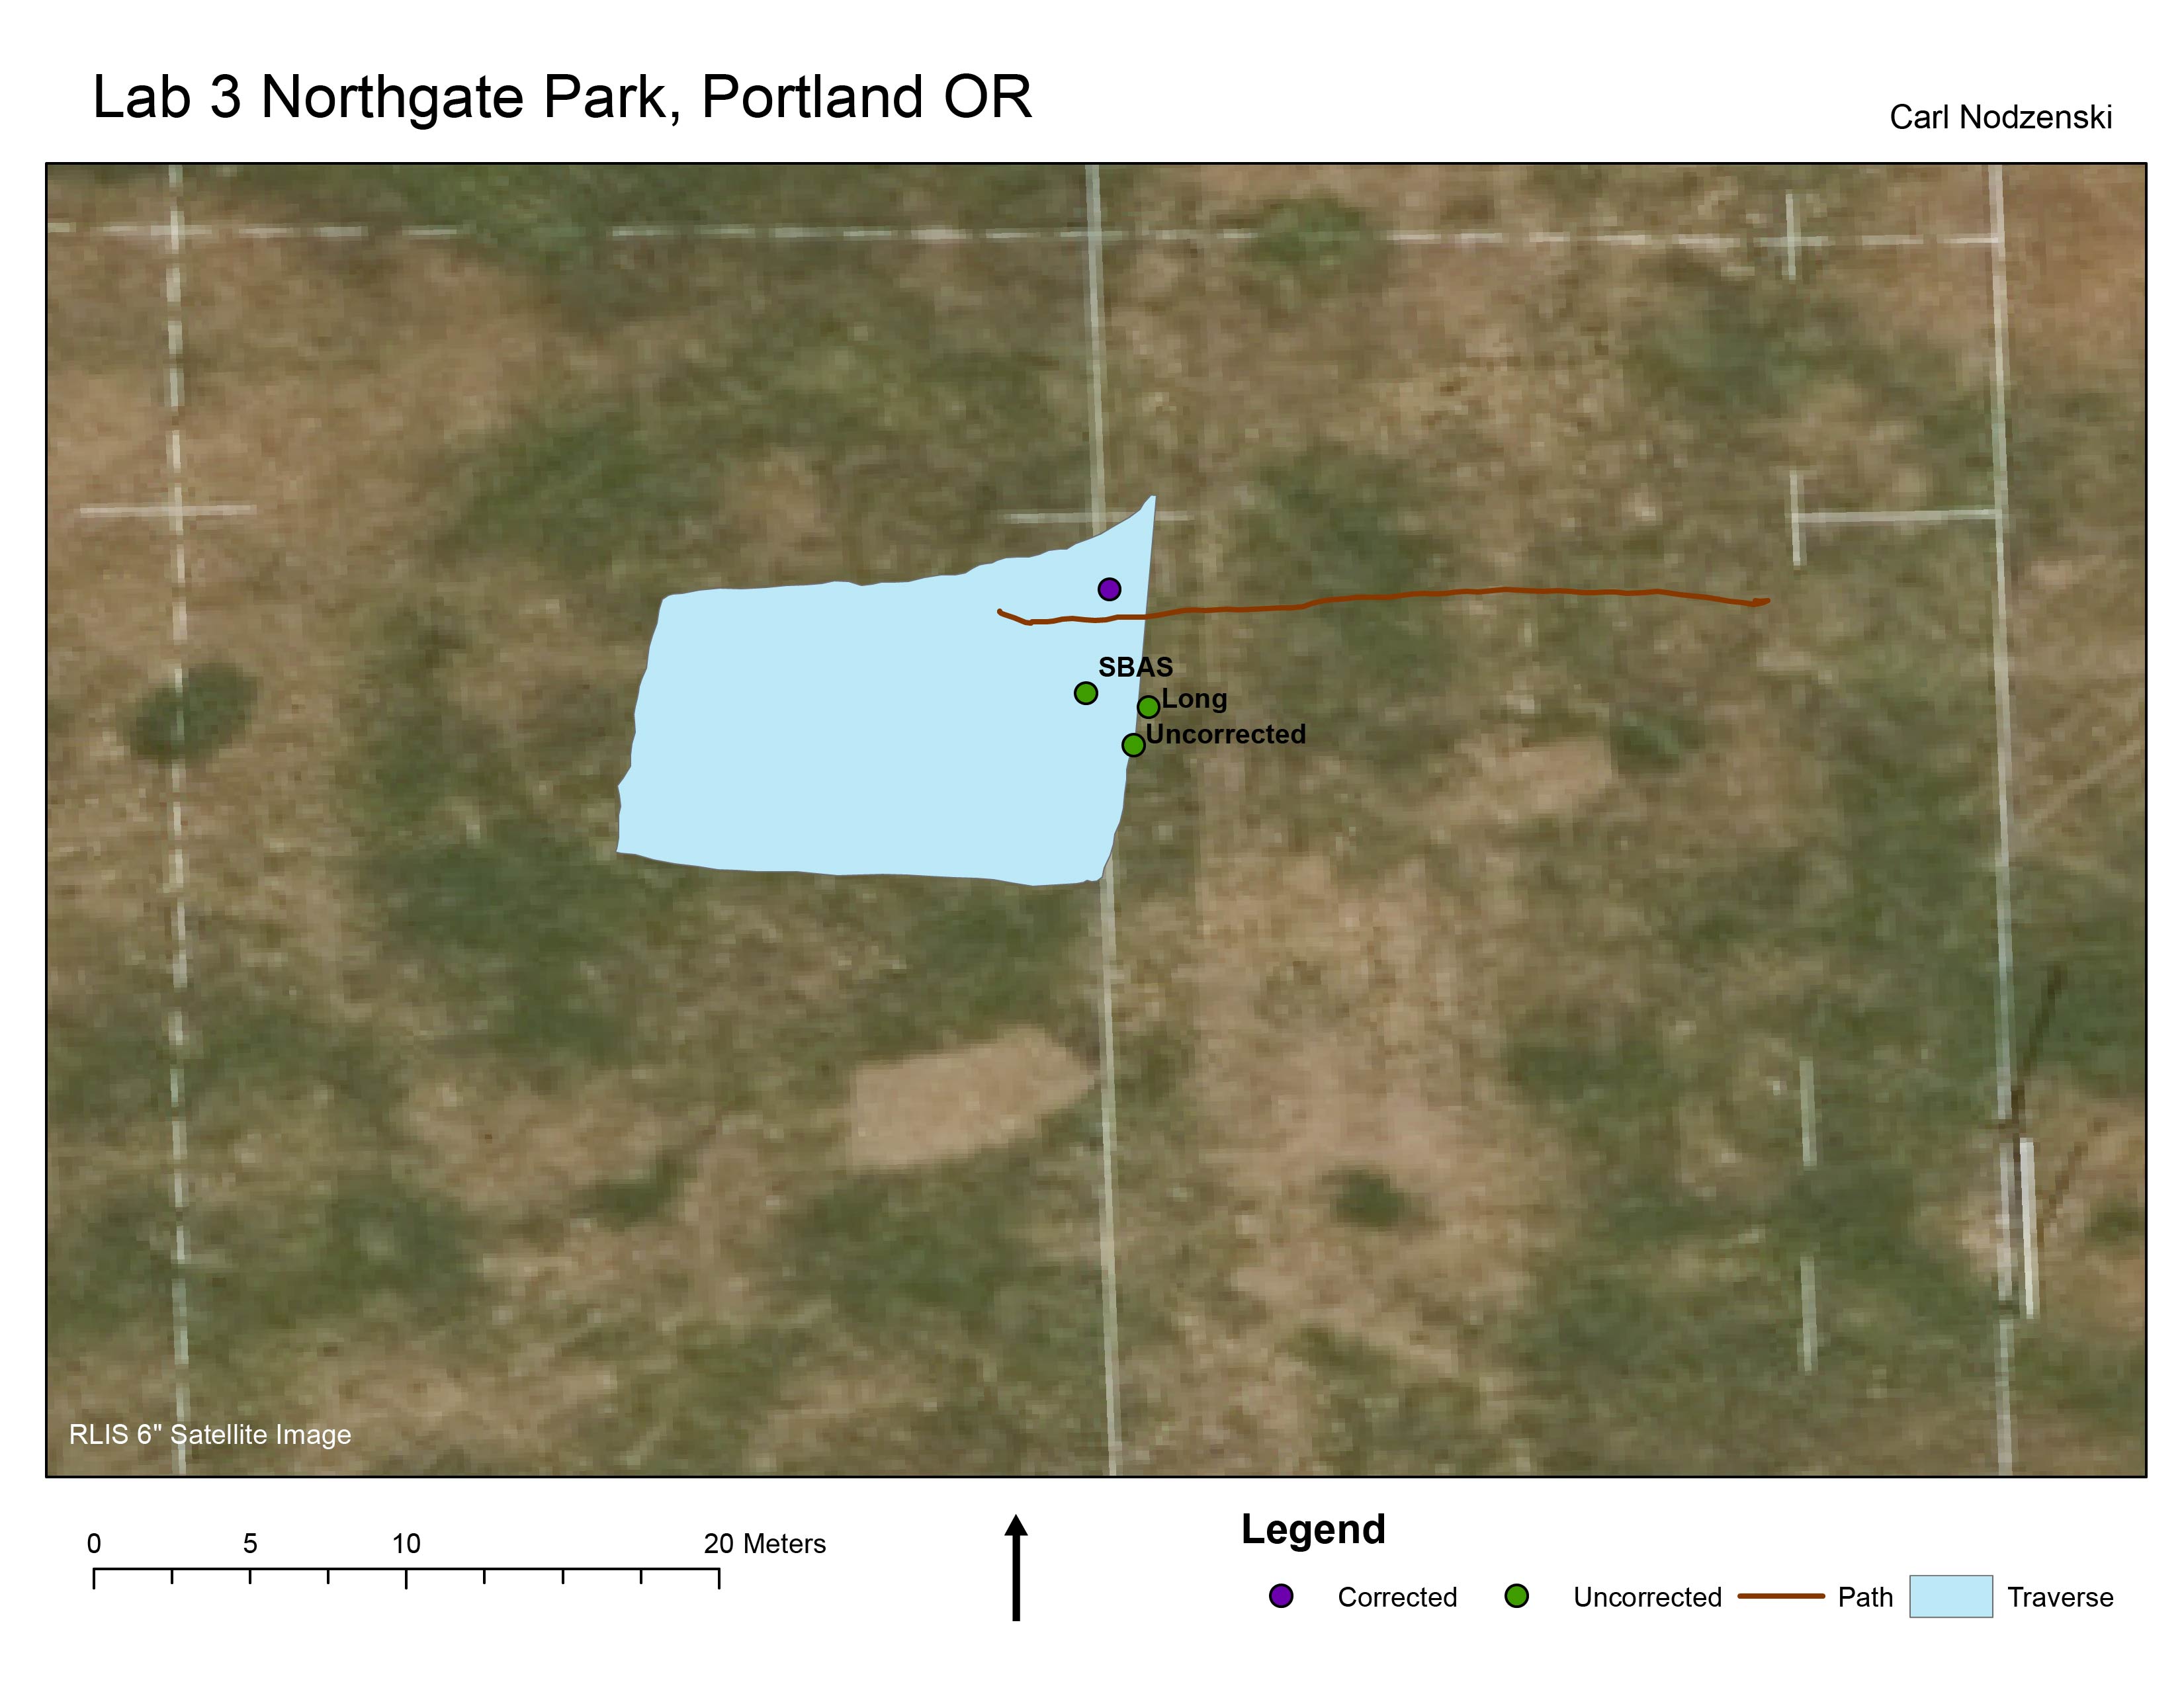 Lab 3 Northgate Park, Portland OR
Carl Nodzenski
SBAS
Long
Uncorrected
RLIS 6" Satellite Image
0 5 10 20 Meters
Legend
Corrected Uncorrected Path Traverse